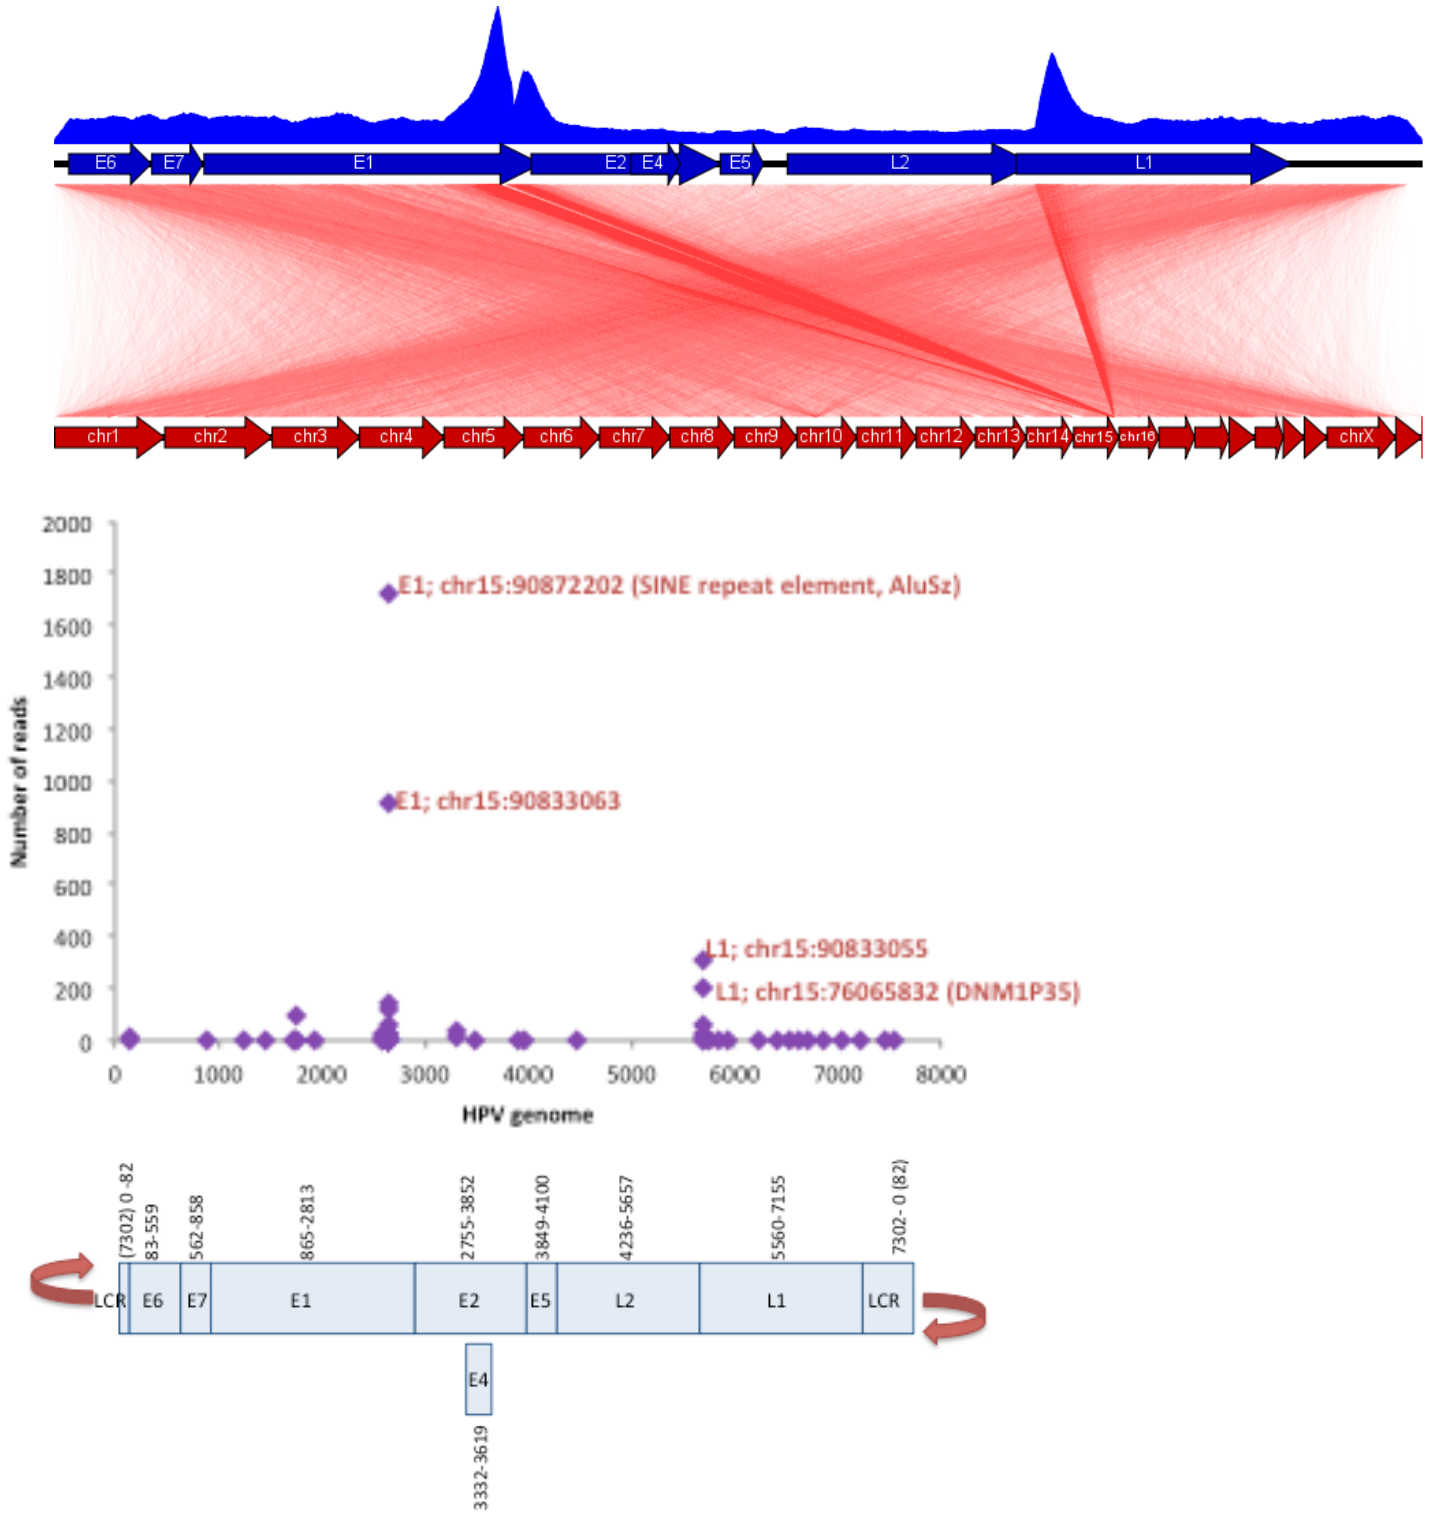 E6 E7 E1 E2 E4 E5 L2 L1
chr1 chr2 chr3 chr4 chr5 chr6 chr7 chr8 chr9 chr10 chr11 chr12 chr13 chr14 chr15 chr16 chrX
2000
1800
1600
1400
1200
1000
800
600
400
200
0
Number of reads
E1; chr15:90872202 (SINE repeat element, AluSz)
E1; chr15:90833063
L1; chr15:90833055
L1; chr15:76065832 (DNM1P35)
0 1000 2000 3000 4000 5000 6000 7000 8000
HPV genome
(7302) 0 -82
83-559
562-858
865-2813
2755-3852
3849-4100
4236-5657
5560-7155
7302- 0 (82)
LCR E6 E7 E1 E2 E5 L2 L1 LCR
E4
3332-3619